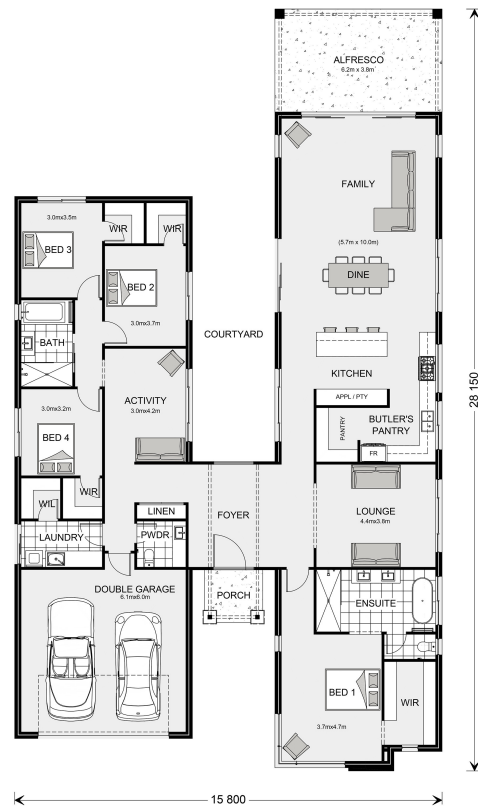 ALFRESCO
6.2m x 3.8m
FAMILY
(5.7m x 10.0m)
DINE
3.0mx3.5m
WIR
WIR
BED 3
BED 2
3.0mx3.7m
BATH
COURTYARD
KITCHEN
APPL / PTY
ACTIVITY
3.0mx4.2m
3.0mx3.2m
BED 4
PANTRY
BUTLER'S
PANTRY
FR
28 150
WIL
WIR
LINEN
FOYER
LOUNGE
4.4mx3.8m
LAUNDRY
PWDR
DOUBLE GARAGE
6.1mx6.0m
PORCH
ENSUITE
BED 1
WIR
3.7mx4.7m
15 800